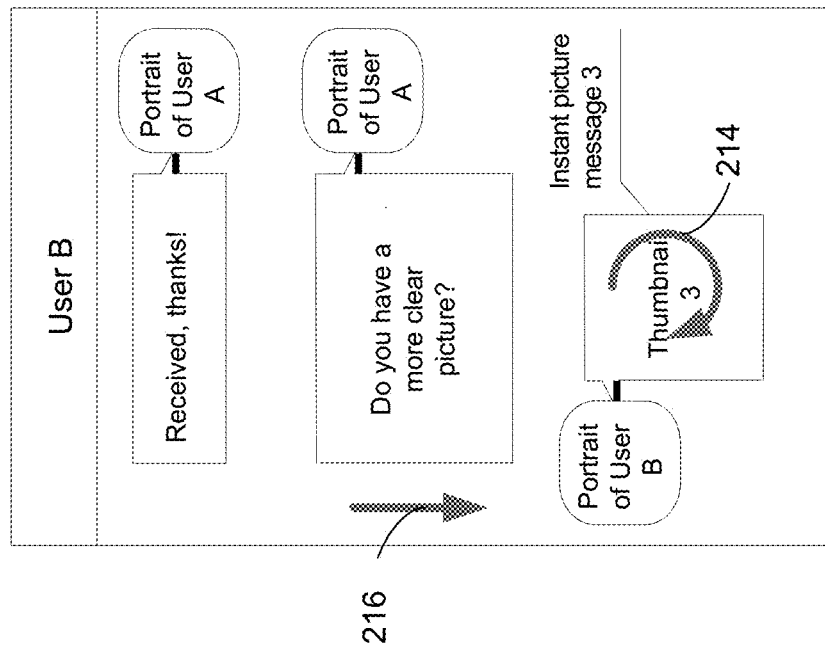 User B
Received, thanks!
Portrait
of User
A
Do you have a
more clear
picture?
Portrait
of User
A
216
Instant picture
message 3
Portrait
of User
B
Thumbnail
3
214